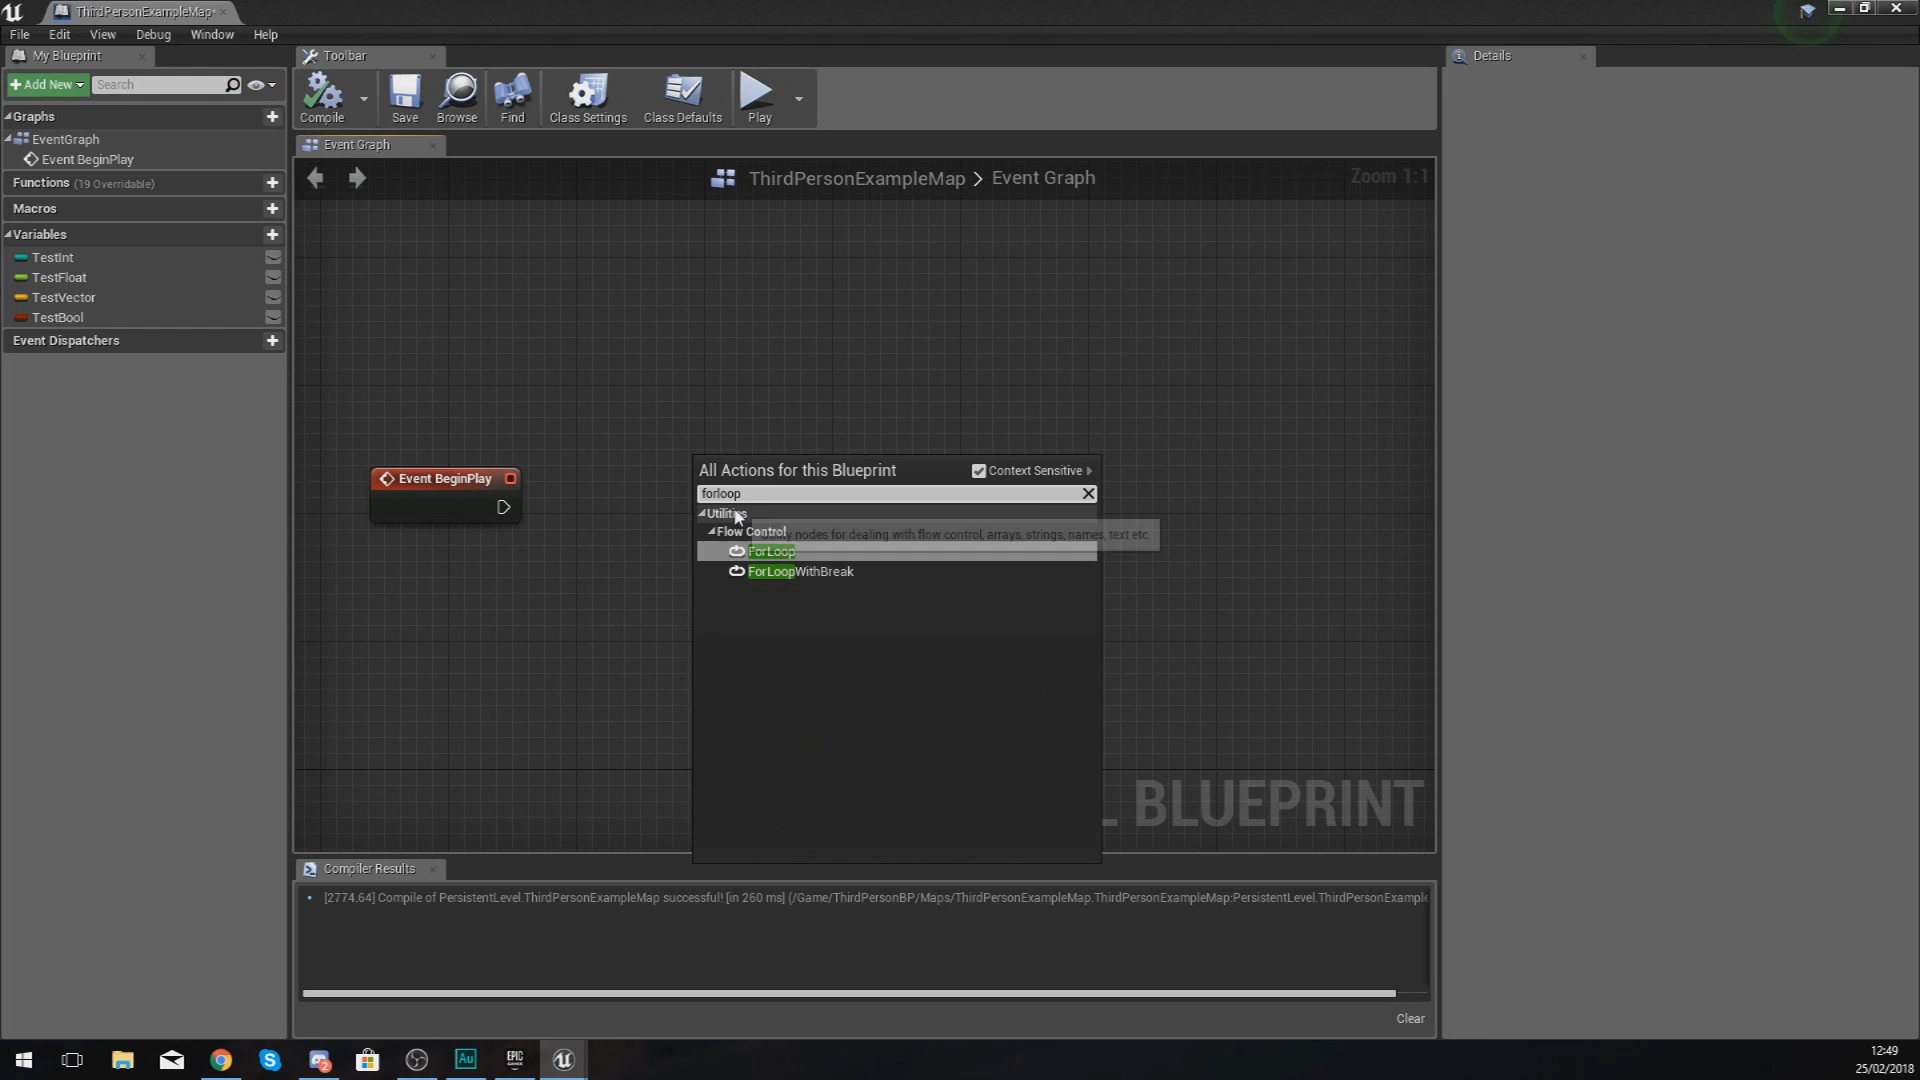 ThirdPersonExampleMap*
File Edit View Debug Window Help
My Blueprint
Toolbar
Details
Add New
Search
Compile Save Browse Find Class Settings Class Defaults Play
Graphs
EventGraph
Event BeginPlay
Functions (19 Overridable)
Macros
Variables
TestInt
TestFloat
TestVector
TestBool
Event Dispatchers
Event Graph
ThirdPersonExampleMap > Event Graph
Zoom 1:1
Event BeginPlay
All Actions for this Blueprint
Context Sensitive
forloop
Utilities
Flow Control
nodes for dealing with flow control, arrays, strings, names, text etc.
ForLoop
ForLoopWithBreak
BLUEPRINT
Compiler Results
[2774.64] Compile of PersistentLevel.ThirdPersonExampleMap successful! [in 260 ms] (/Game/ThirdPersonBP/Maps/ThirdPersonExampleMap.ThirdPersonExampleMap:PersistentLevel.ThirdPersonExample
Clear
2
Au
EPIC
GAMES
12:49
25/02/2018